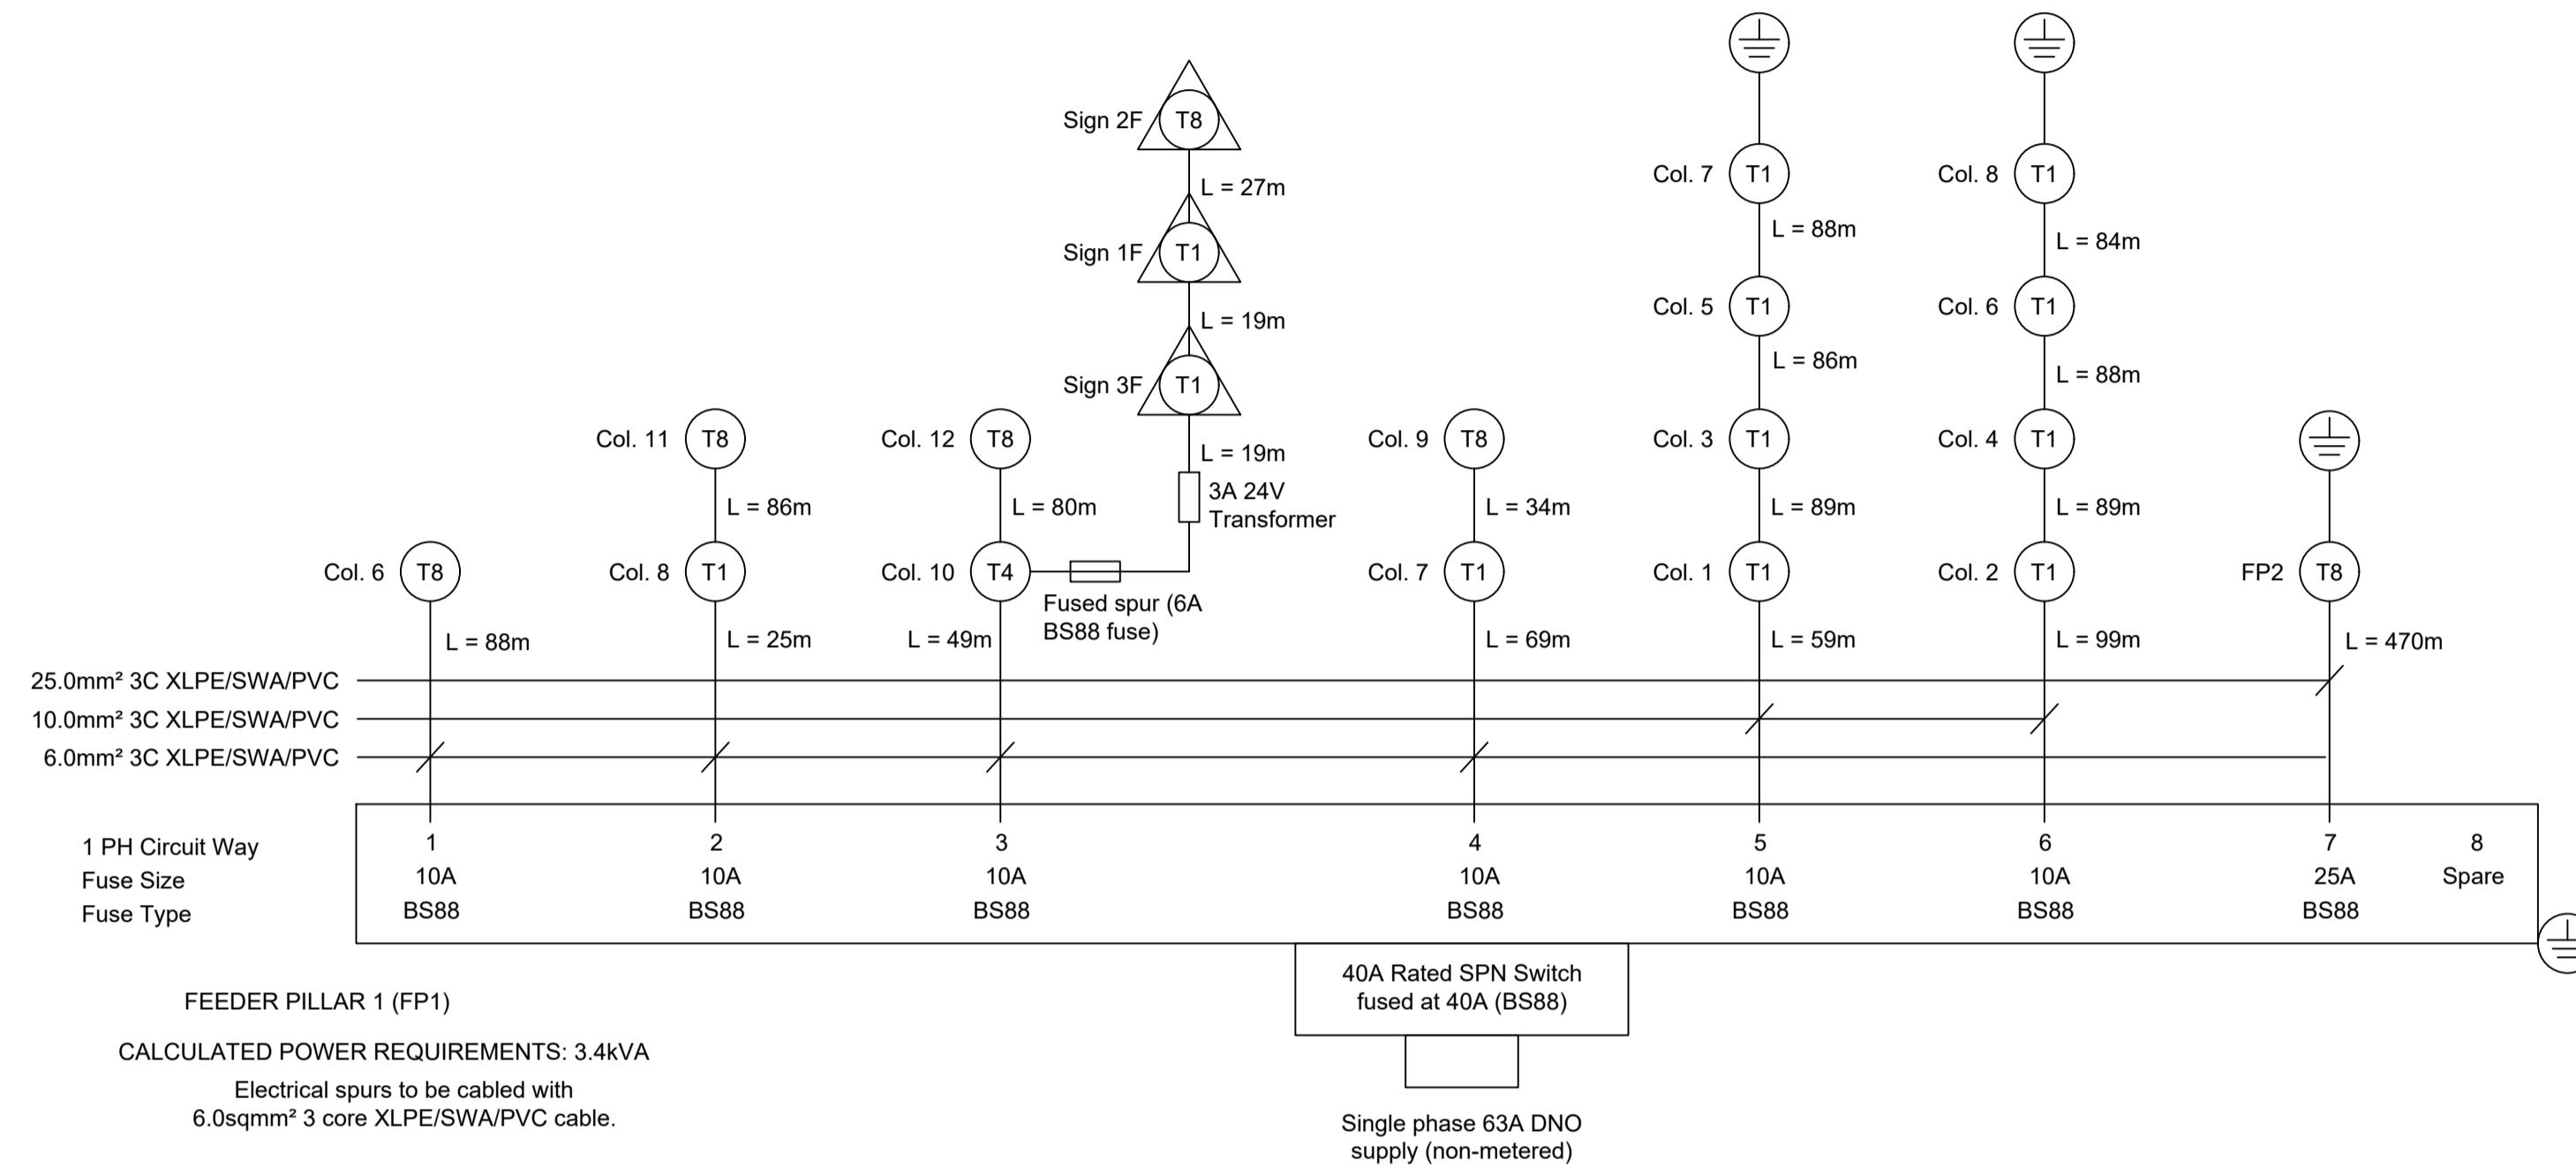 Sign 2F T8
L = 27m
Sign 1F T1
L = 19m
Sign 3F T1
L = 19m
3A 24V
Transformer
Col. 7 T1
L = 88m
Col. 5 T1
L = 86m
Col. 3 T1
L = 89m
Col. 1 T1
L = 59m
Col. 8 T1
L = 84m
Col. 6 T1
L = 88m
Col. 4 T1
L = 89m
Col. 2 T1
L = 99m
Col. 6 T8
L = 88m
Col. 11 T8
L = 86m
Col. 8 T1
L = 25m
Col. 12 T8
L = 80m
Col. 10 T4
L = 49m
Fused spur (6A
BS88 fuse)
Col. 9 T8
L = 34m
Col. 7 T1
L = 69m
FP2 T8
L = 470m
25.0mm² 3C XLPE/SWA/PVC
10.0mm² 3C XLPE/SWA/PVC
6.0mm² 3C XLPE/SWA/PVC
1 PH Circuit Way 1 2 3 4 5 6 7 8
Fuse Size 10A 10A 10A 10A 10A 10A 25A Spare
Fuse Type BS88 BS88 BS88 BS88 BS88 BS88 BS88
40A Rated SPN Switch
fused at 40A (BS88)
FEEDER PILLAR 1 (FP1)
CALCULATED POWER REQUIREMENTS: 3.4kVA
Electrical spurs to be cabled with
6.0sqmm² 3 core XLPE/SWA/PVC cable.
Single phase 63A DNO
supply (non-metered)